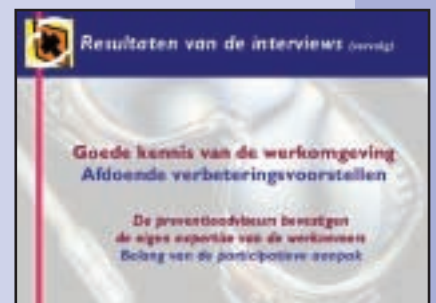 Resultaten van de interviews (vervolg)
Goede kennis van de werkomgeving
Afdoende verbeteringsvoorstellen
De preventieadviseurs bevestigen
de eigen expertise van de werknemers
Belang van de participatieve aanpak